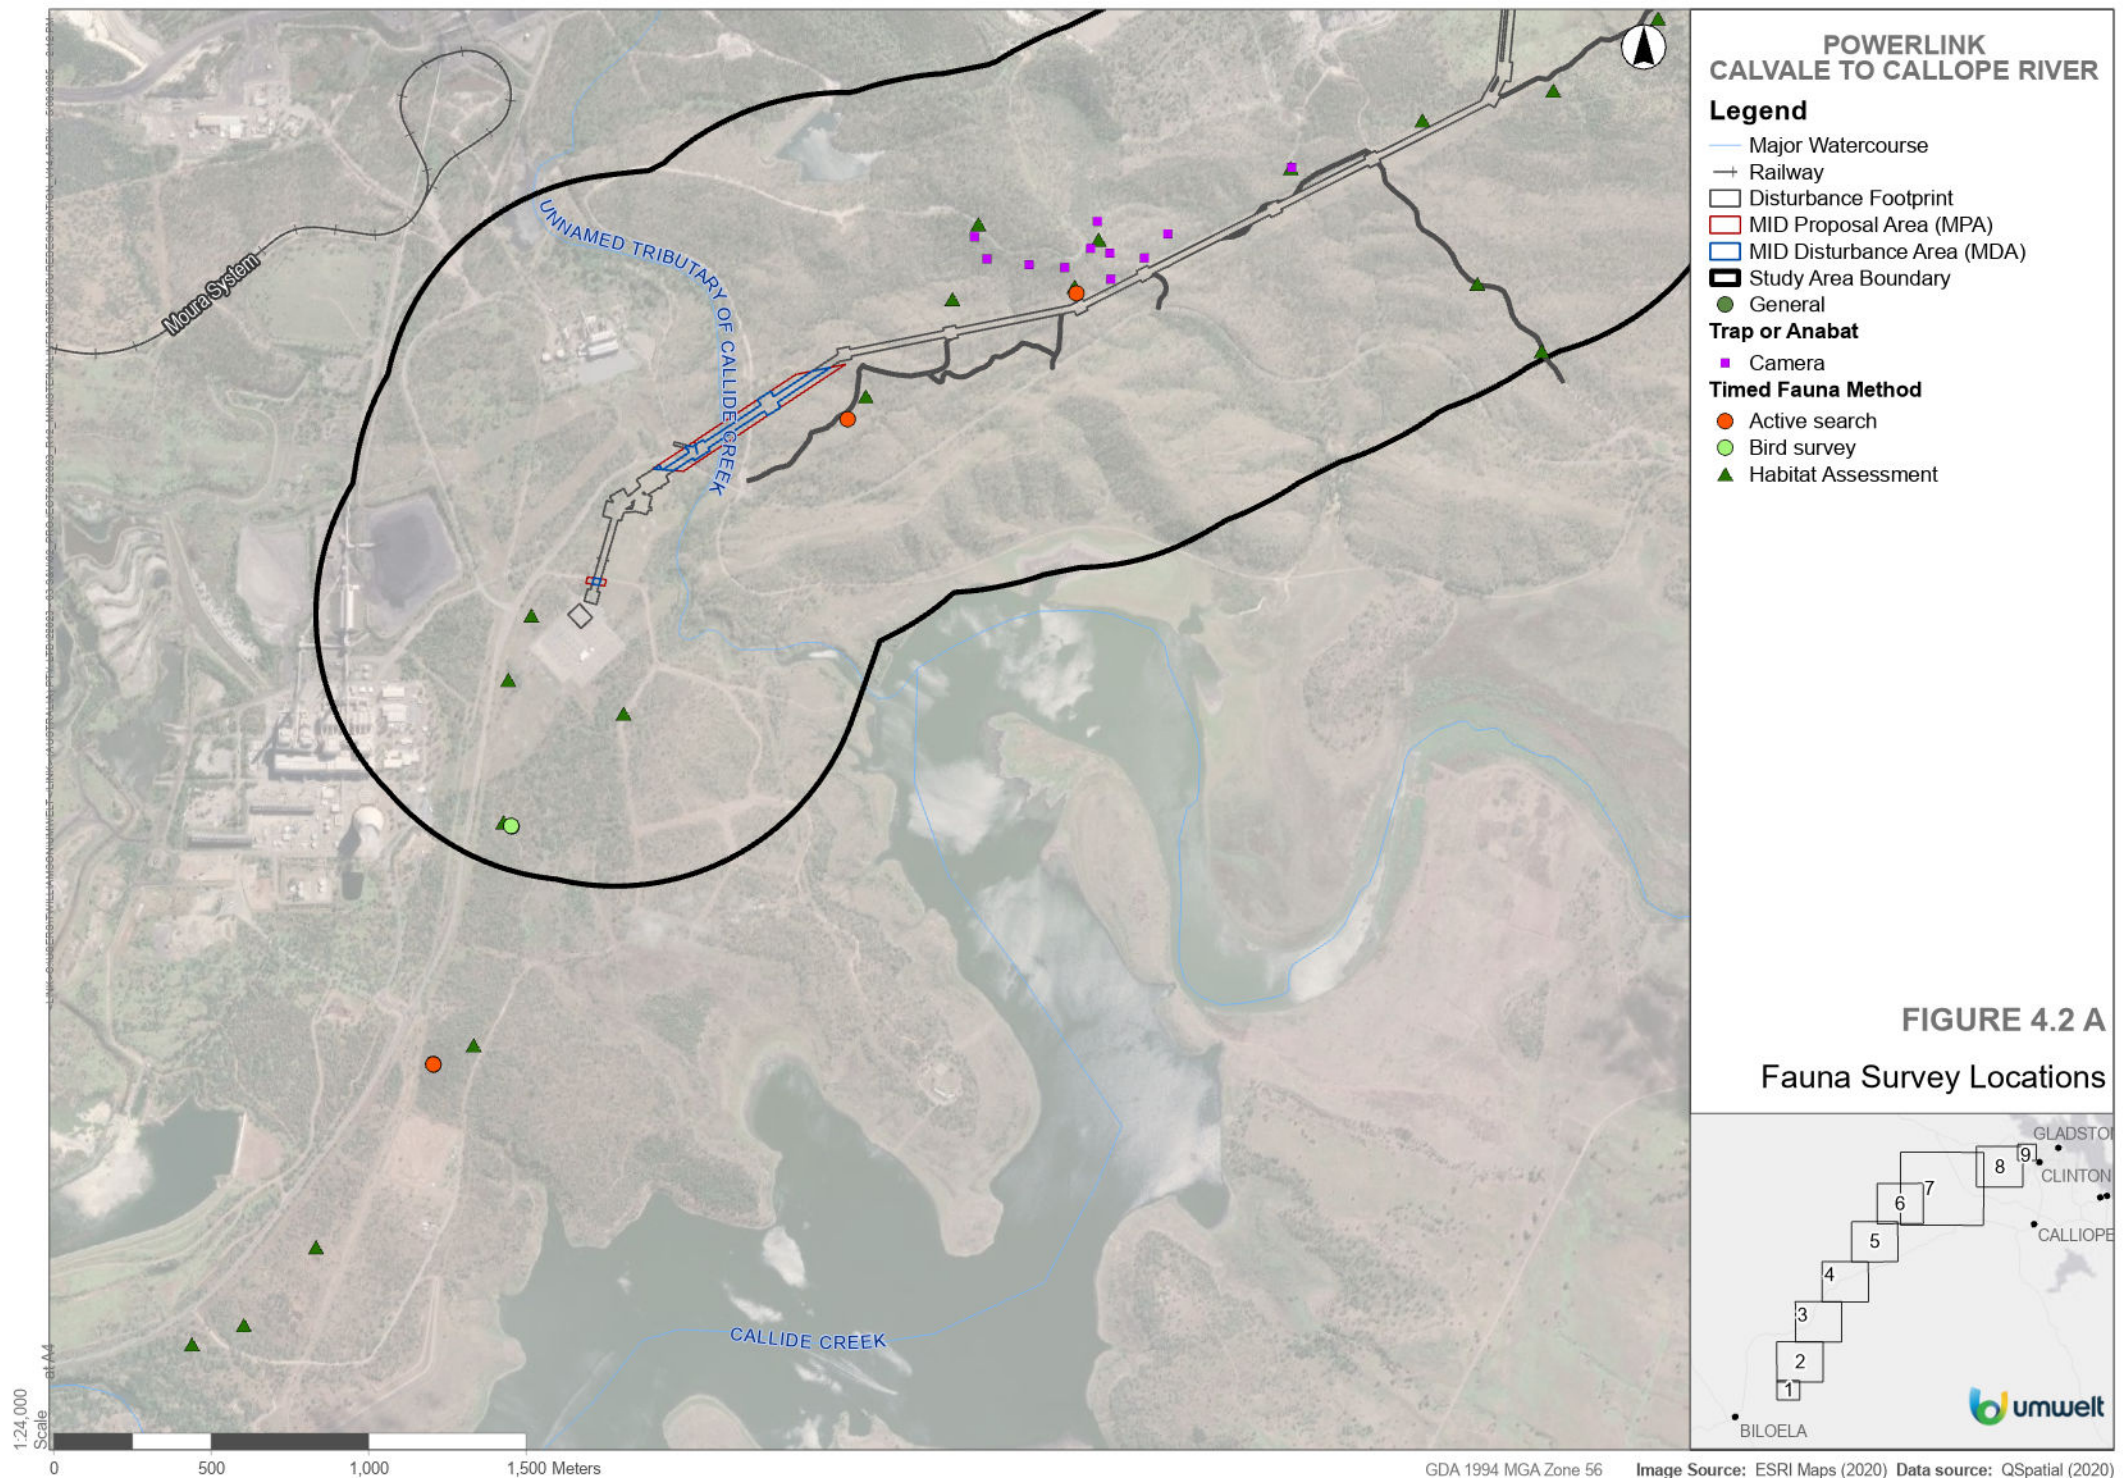 POWERLINK
CALVALE TO CALLOPE RIVER
Legend
Major Watercourse
Railway
Disturbance Footprint
MID Proposal Area (MPA)
MID Disturbance Area (MDA)
Study Area Boundary
General
Trap or Anabat
Camera
Timed Fauna Method
Active search
Bird survey
Habitat Assessment
UNNAMED TRIBUTARY OF CALLIDE CREEK
Moura System
CALLIDE CREEK
FIGURE 4.2 A
Fauna Survey Locations
GLADSTO
9
8
CLINTON
7
6
CALLIOPE
5
4
3
2
1
BILOELA
umwelt
1:24,000
Scale
at A4
0 500 1,000 1,500 Meters
GDA 1994 MGA Zone 56 Image Source: ESRI Maps (2020) Data source: QSpatial (2020)